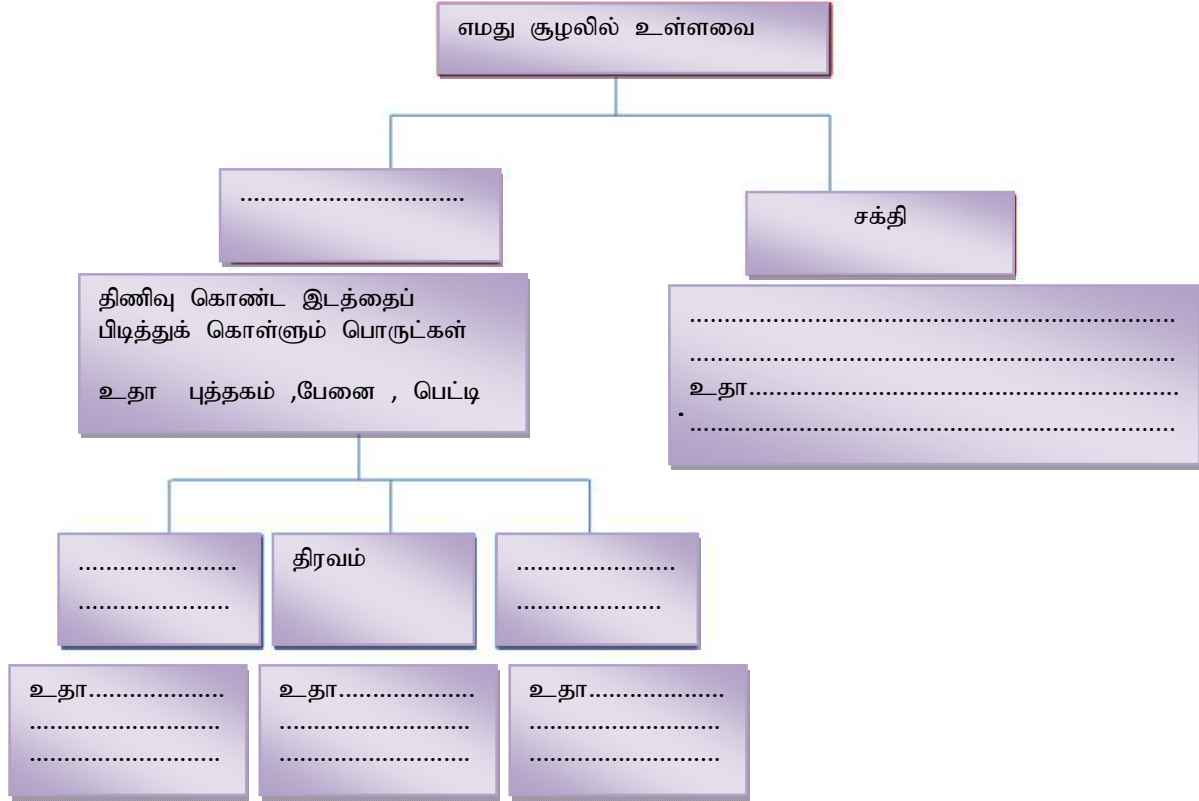 எமது சூழலில் உள்ளவை
.................................
சக்தி
திணிவு கொண்ட இடத்தைப்
பிடித்துக் கொள்ளும் பொருட்கள்
உதா புத்தகம் ,பேனை , பெட்டி
.......................................................................
.......................................................................
உதா...............................................................
.......................................................................
.......................
......................
திரவம்
.......................
.....................
உதா....................
............................
............................
உதா....................
............................
............................
உதா....................
............................
............................